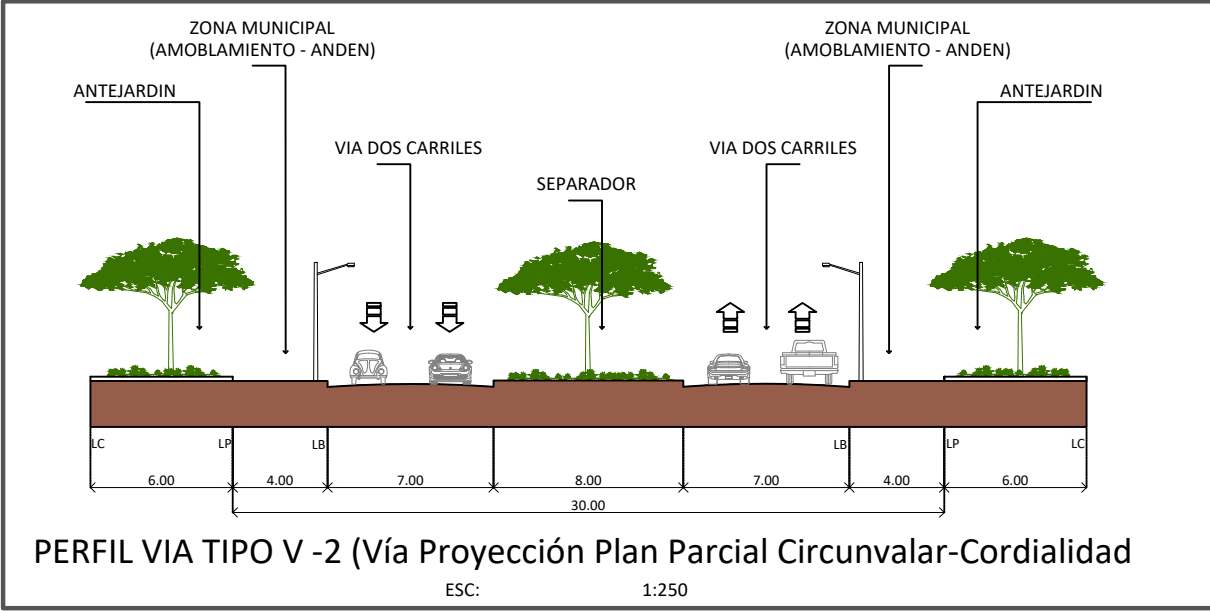 ZONA MUNICIPAL
(AMOBLAMIENTO - ANDEN)
ZONA MUNICIPAL
(AMOBLAMIENTO - ANDEN)
ANTEJARDIN
ANTEJARDIN
VIA DOS CARRILES
VIA DOS CARRILES
SEPARADOR
LC LP LB LB LP LC
6.00 4.00 7.00 8.00 7.00 4.00 6.00
30.00
PERFIL VIA TIPO V -2 (Vía Proyección Plan Parcial Circunvalar-Cordialidad
ESC: 1:250